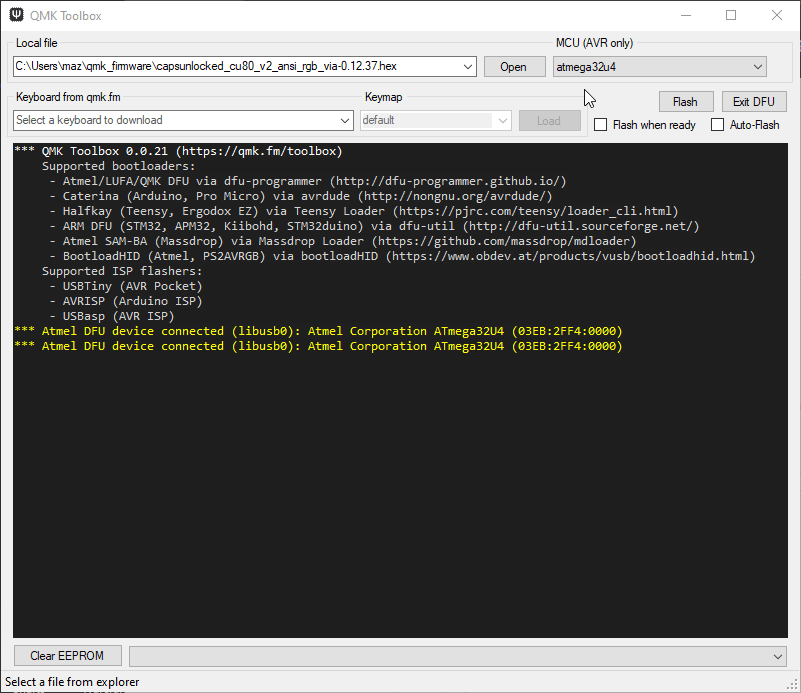 QMK Toolbox
Local file
MCU (AVR only)
C:\Users\maz\qmk_firmware\capsunlocked_cu80_v2_ansi_rgb_via-0.12.37.hex
Open
atmega32u4
Keyboard from qmk.fm
Keymap
Flash
Exit DFU
Select a keyboard to download
default
Load
Flash when ready
Auto-Flash
*** QMK Toolbox 0.0.21 (https://qmk.fm/toolbox)
Supported bootloaders:
- Atmel/LUFA/QMK DFU via dfu-programmer (http://dfu-programmer.github.io/)
- Caterina (Arduino, Pro Micro) via avrdude (http://nongnu.org/avrdude/)
- Halfkay (Teensy, Ergodox EZ) via Teensy Loader (https://pjrc.com/teensy/loader_cli.html)
- ARM DFU (STM32, APM32, Kiibohd, STM32duino) via dfu-util (http://dfu-util.sourceforge.net/)
- Atmel SAM-BA (Massdrop) via Massdrop Loader (https://github.com/massdrop/mdloader)
- BootloadHID (Atmel, PS2AVRGB) via bootloadHID (https://www.obdev.at/products/vusb/bootloadhid.html)
Supported ISP flashers:
- USBTiny (AVR Pocket)
- AVRISP (Arduino ISP)
- USBasp (AVR ISP)
*** Atmel DFU device connected (libusb0): Atmel Corporation ATmega32U4 (03EB:2FF4:0000)
*** Atmel DFU device connected (libusb0): Atmel Corporation ATmega32U4 (03EB:2FF4:0000)
Clear EEPROM
Select a file from explorer